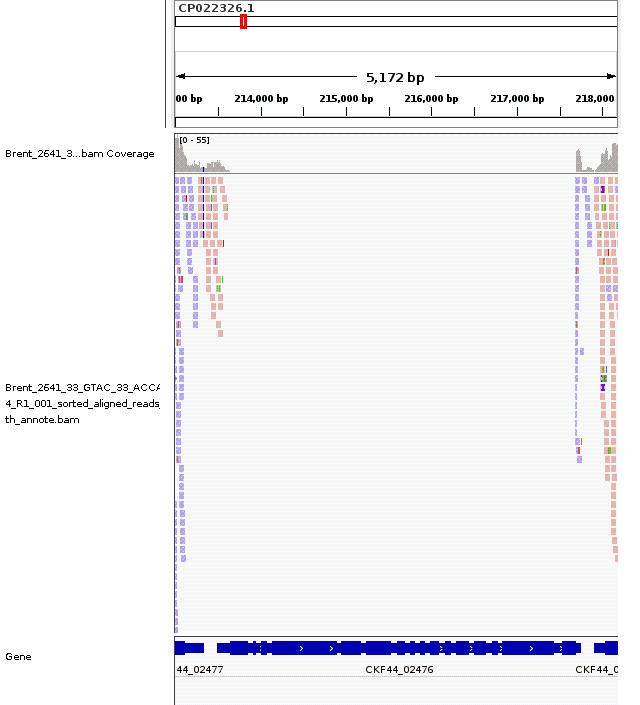 CP022326.1
5,172 bp
00 bp 214,000 bp 215,000 bp 216,000 bp 217,000 bp 218,000
[0 - 55]
Brent_2641_3...bam Coverage
Brent_2641_33_GTAC_33_ACCA
4_R1_001_sorted_aligned_reads_
th_annote.bam
Gene
44_02477 CKF44_02476 CKF44_0